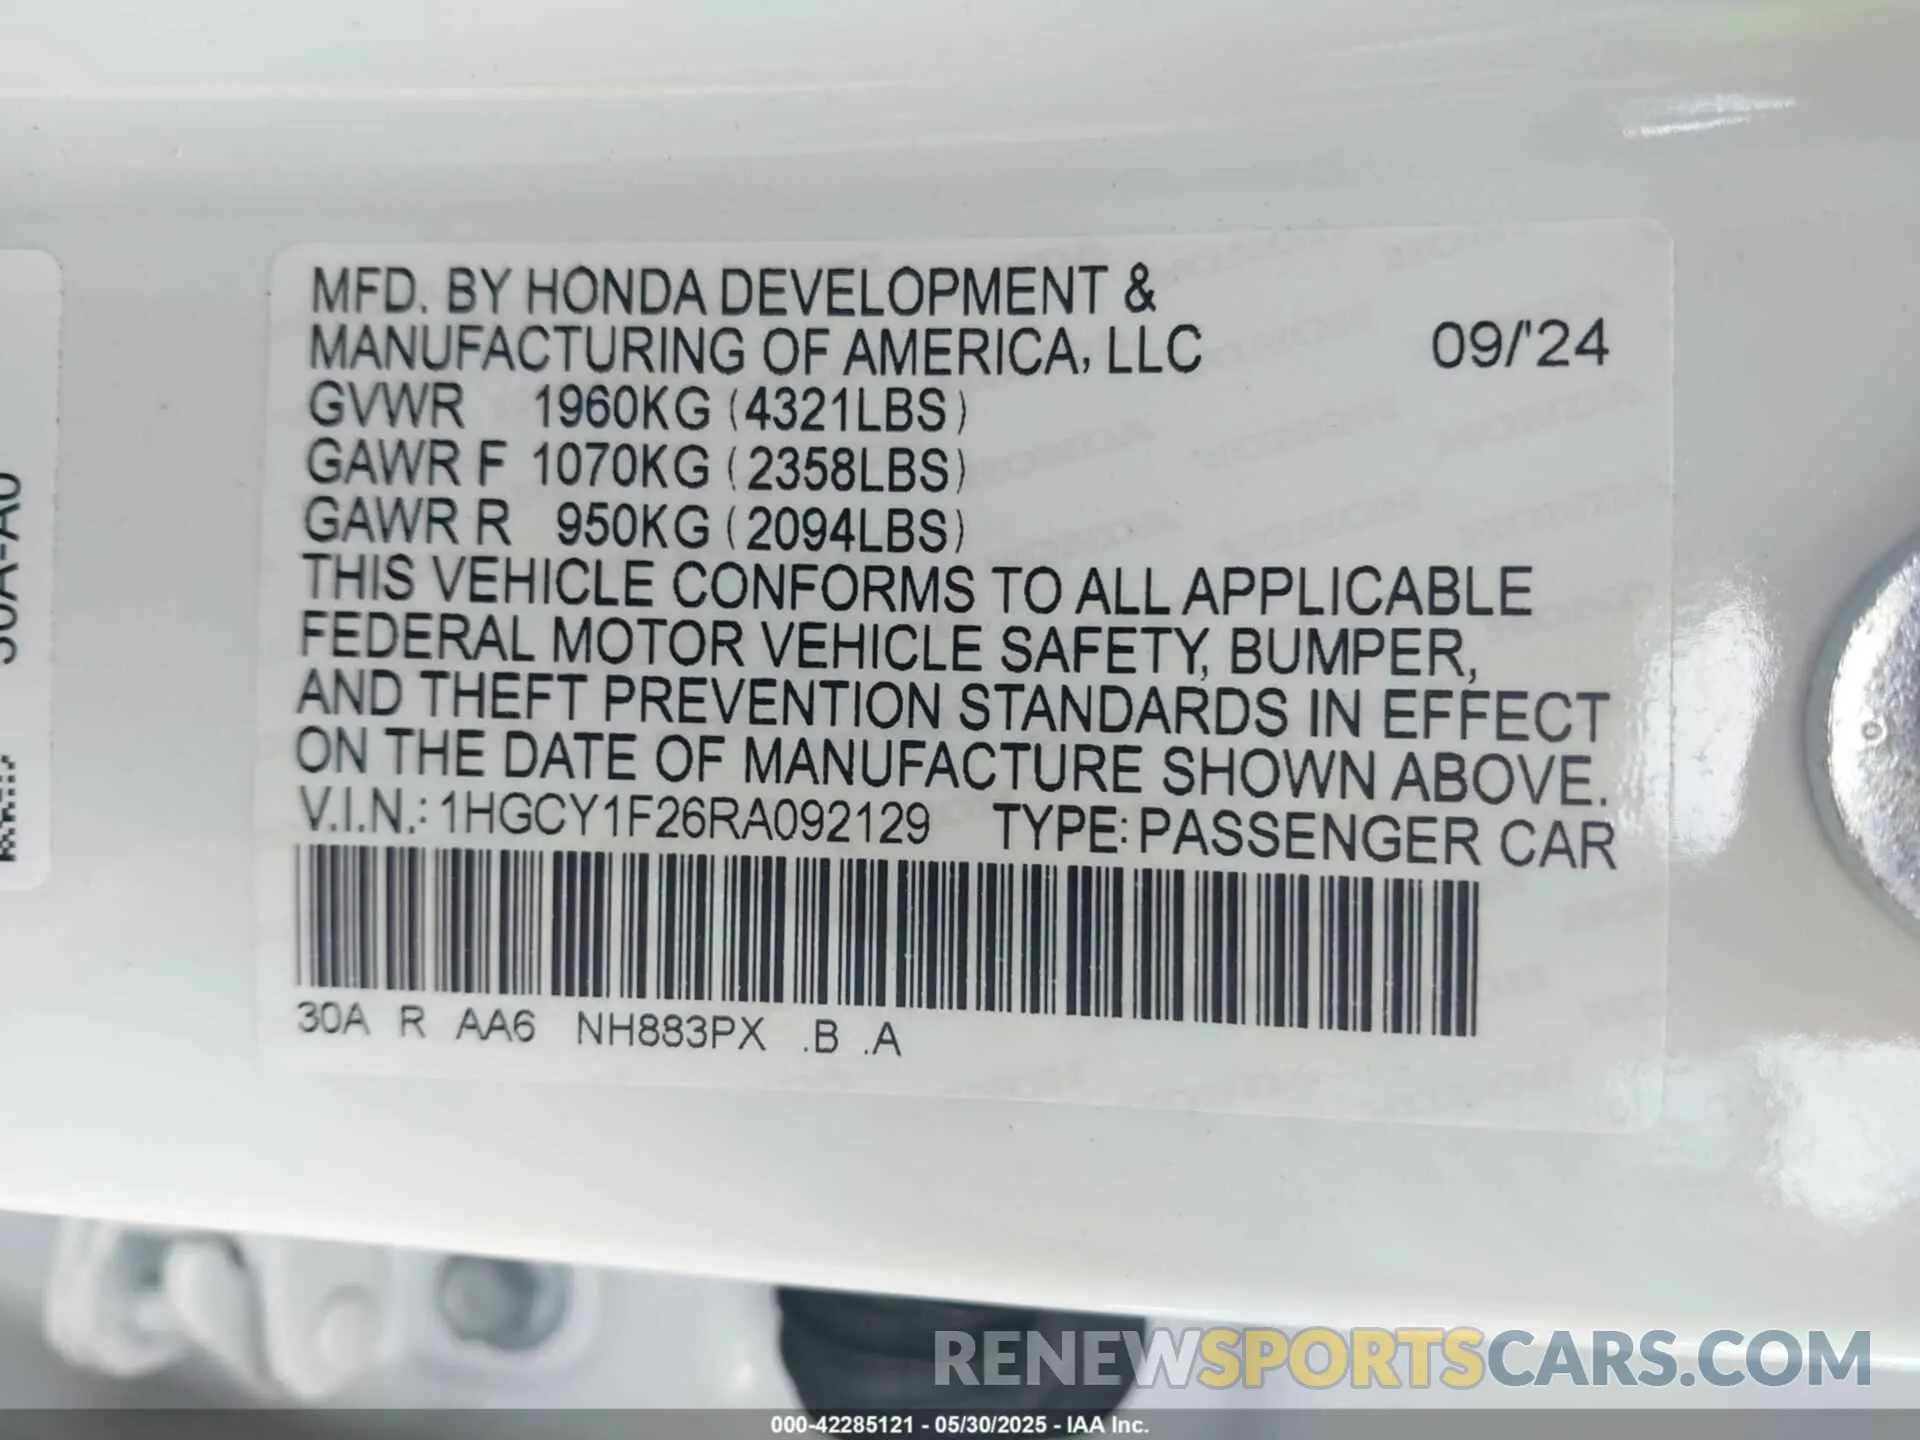 MFD. BY HONDA DEVELOPMENT &
MANUFACTURING OF AMERICA, LLC 09/'24
GVWR 1960KG (4321LBS)
GAWR F 1070KG (2358LBS)
GAWR R 950KG (2094LBS)
THIS VEHICLE CONFORMS TO ALL APPLICABLE
FEDERAL MOTOR VEHICLE SAFETY, BUMPER,
AND THEFT PREVENTION STANDARDS IN EFFECT
ON THE DATE OF MANUFACTURE SHOWN ABOVE.
V.I.N.: 1HGCY1F26RA092129 TYPE: PASSENGER CAR
30A R AA6 NH883PX .B .A
RENEWSPORTSCARS.COM
000-42285121 - 05/30/2025 - IAA Inc.